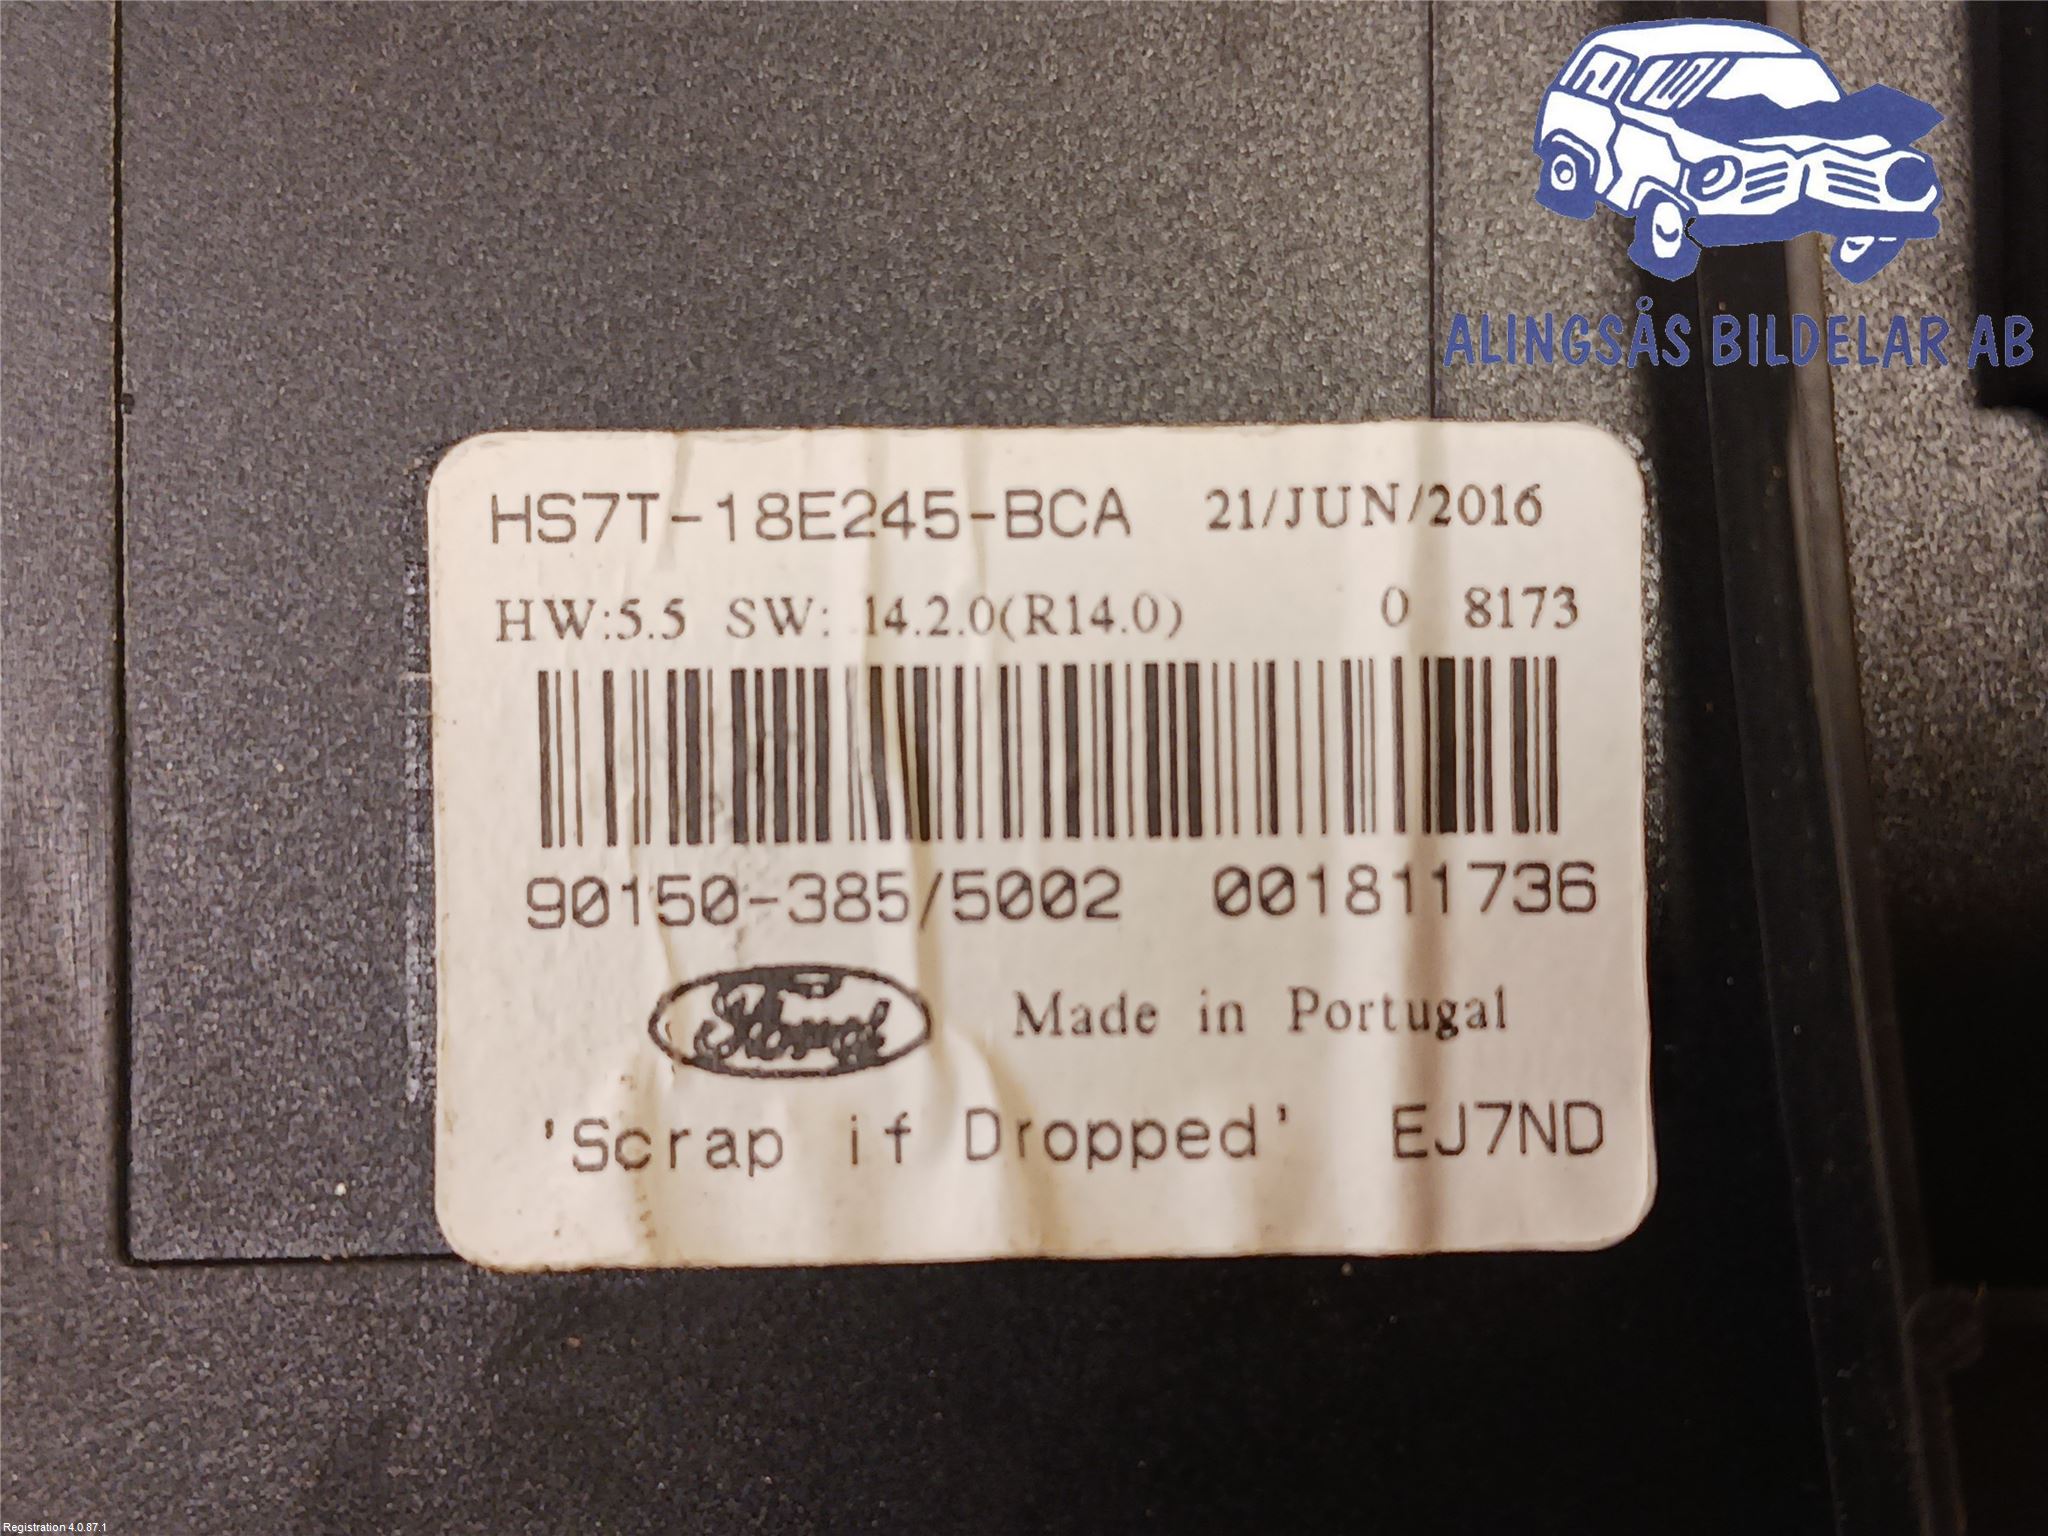 ALINGSÅS BILDELAR AB
HS7T-18E245-BCA 21/JUN/2016
HW:5.5 SW: 14.2.0(R14.0) 0 8173
90150-385/5002 001811736
Ford Made in Portugal
'Scrap if Dropped' EJ7ND
Registration 4.0.87.1